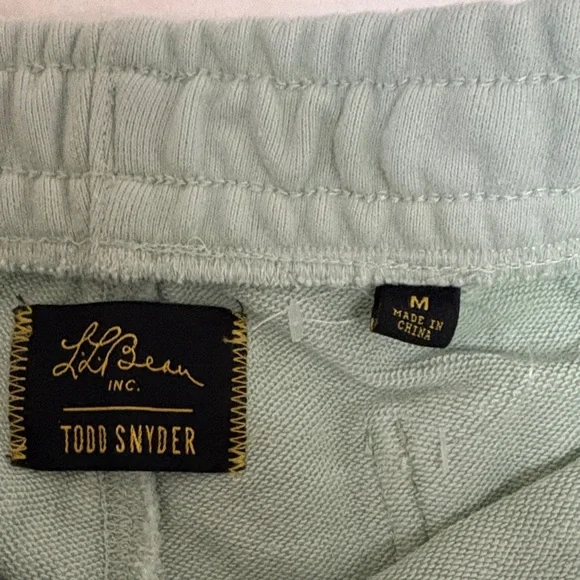 L.L.Bean
INC.
TODD SNYDER
M
MADE IN
CHINA